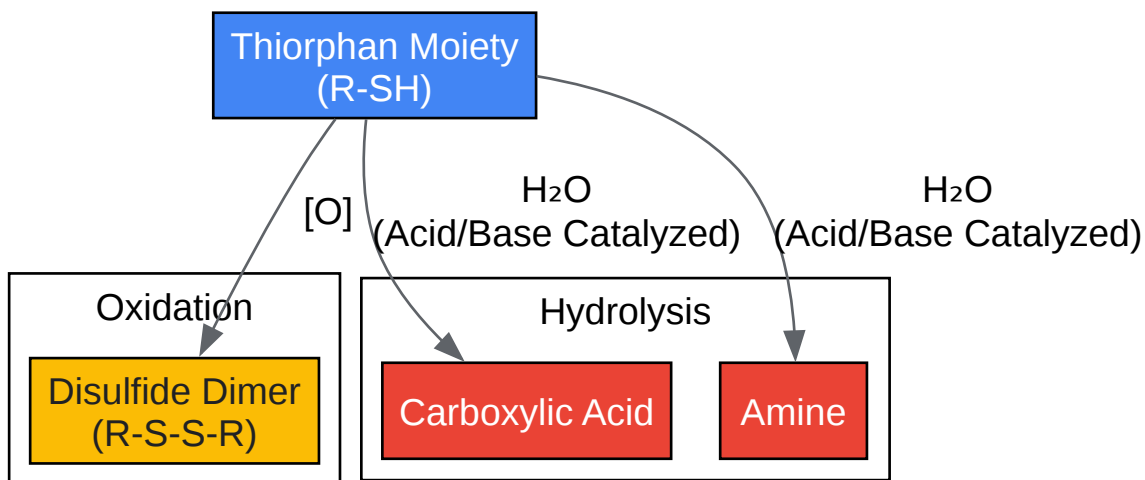 Thiorphan Moiety
(R-SH)
[O]
H₂O
(Acid/Base Catalyzed)
H₂O
(Acid/Base Catalyzed)
Oxidation
Hydrolysis
Disulfide Dimer
(R-S-S-R)
Carboxylic Acid
Amine